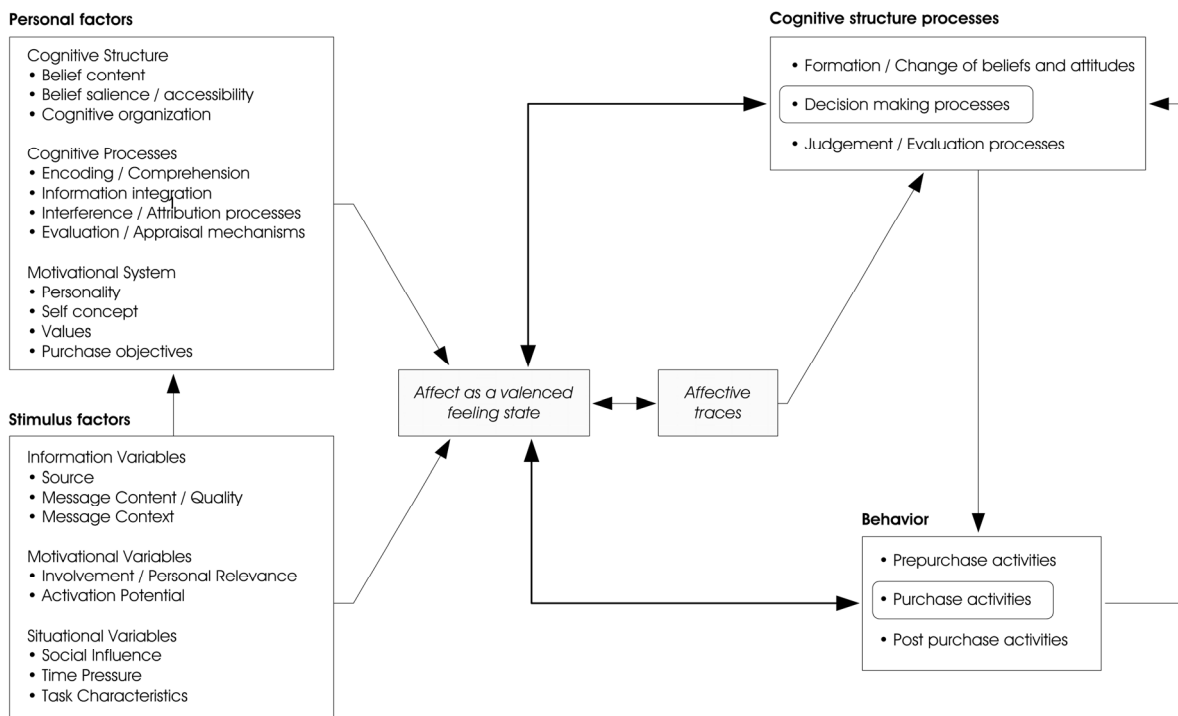 Personal factors
Cognitive Structure
• Belief content
• Belief salience / accessibility
• Cognitive organization
Cognitive Processes
• Encoding / Comprehension
• Information integration
• Interference / Attribution processes
• Evaluation / Appraisal mechanisms
Motivational System
• Personality
• Self concept
• Values
• Purchase objectives
Stimulus factors
Information Variables
• Source
• Message Content / Quality
• Message Context
Motivational Variables
• Involvement / Personal Relevance
• Activation Potential
Situational Variables
• Social Influence
• Time Pressure
• Task Characteristics
Affect as a valenced
feeling state
Affective
traces
Cognitive structure processes
• Formation / Change of beliefs and attitudes
• Decision making processes
• Judgement / Evaluation processes
Behavior
• Prepurchase activities
• Purchase activities
• Post purchase activities